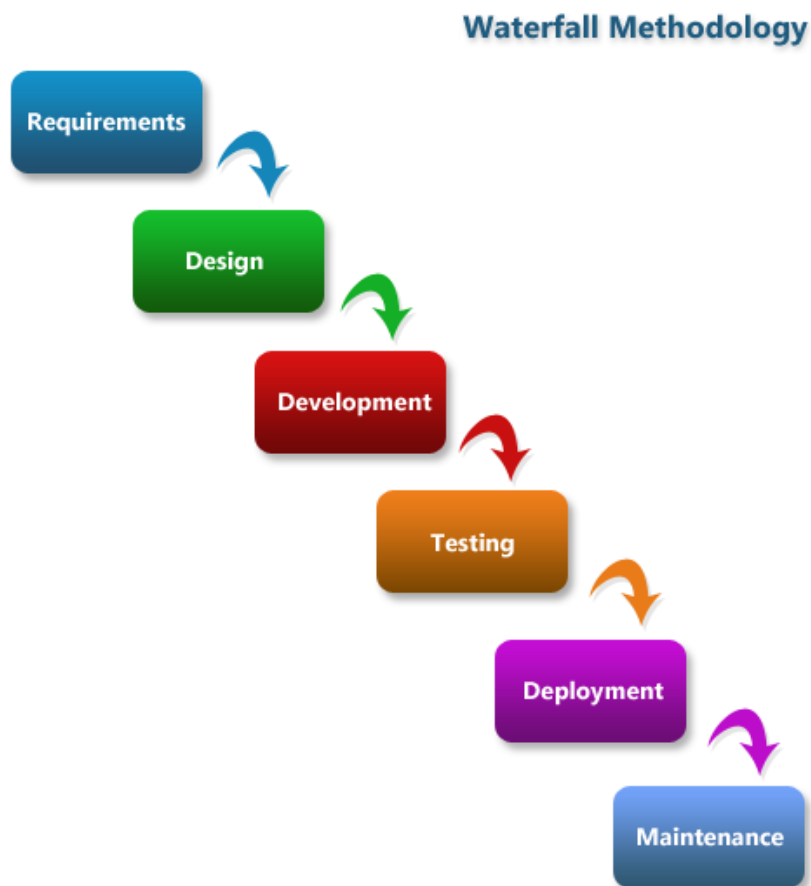 Waterfall Methodology
Requirements
Design
Development
Testing
Deployment
Maintenance